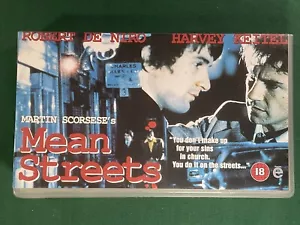 ROBERT DE NIRO HARVEY KEITEL
MARTIN SCORSESE's
Mean
Streets
"You don't make up
for your sins
in church.
You do it on the streets..."
18